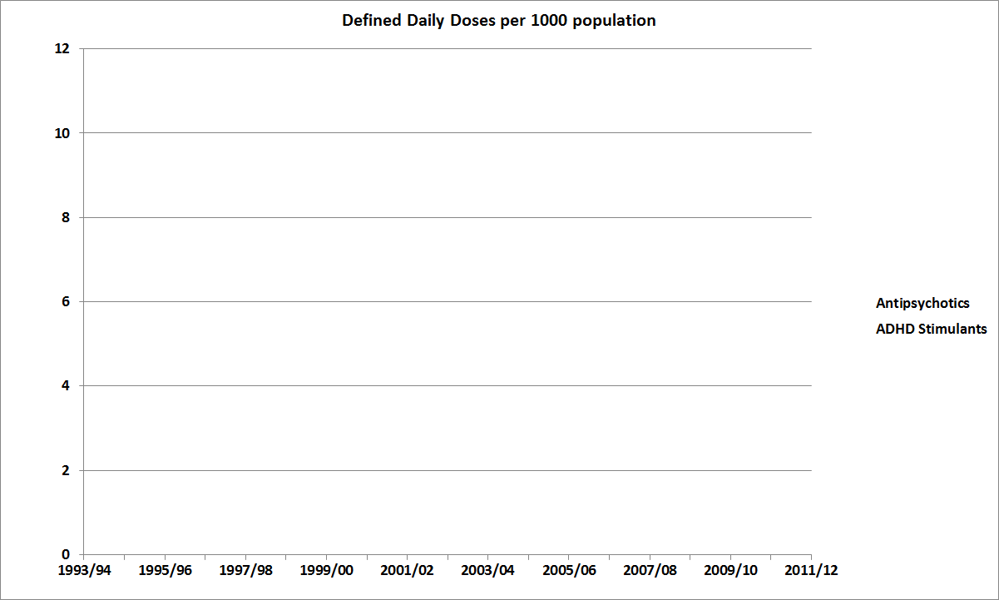 Defined Daily Doses per 1000 population
12
10
8
6
4
2
0
1993/94 1995/96 1997/98 1999/00 2001/02 2003/04 2005/06 2007/08 2009/10 2011/12
Antipsychotics
ADHD Stimulants